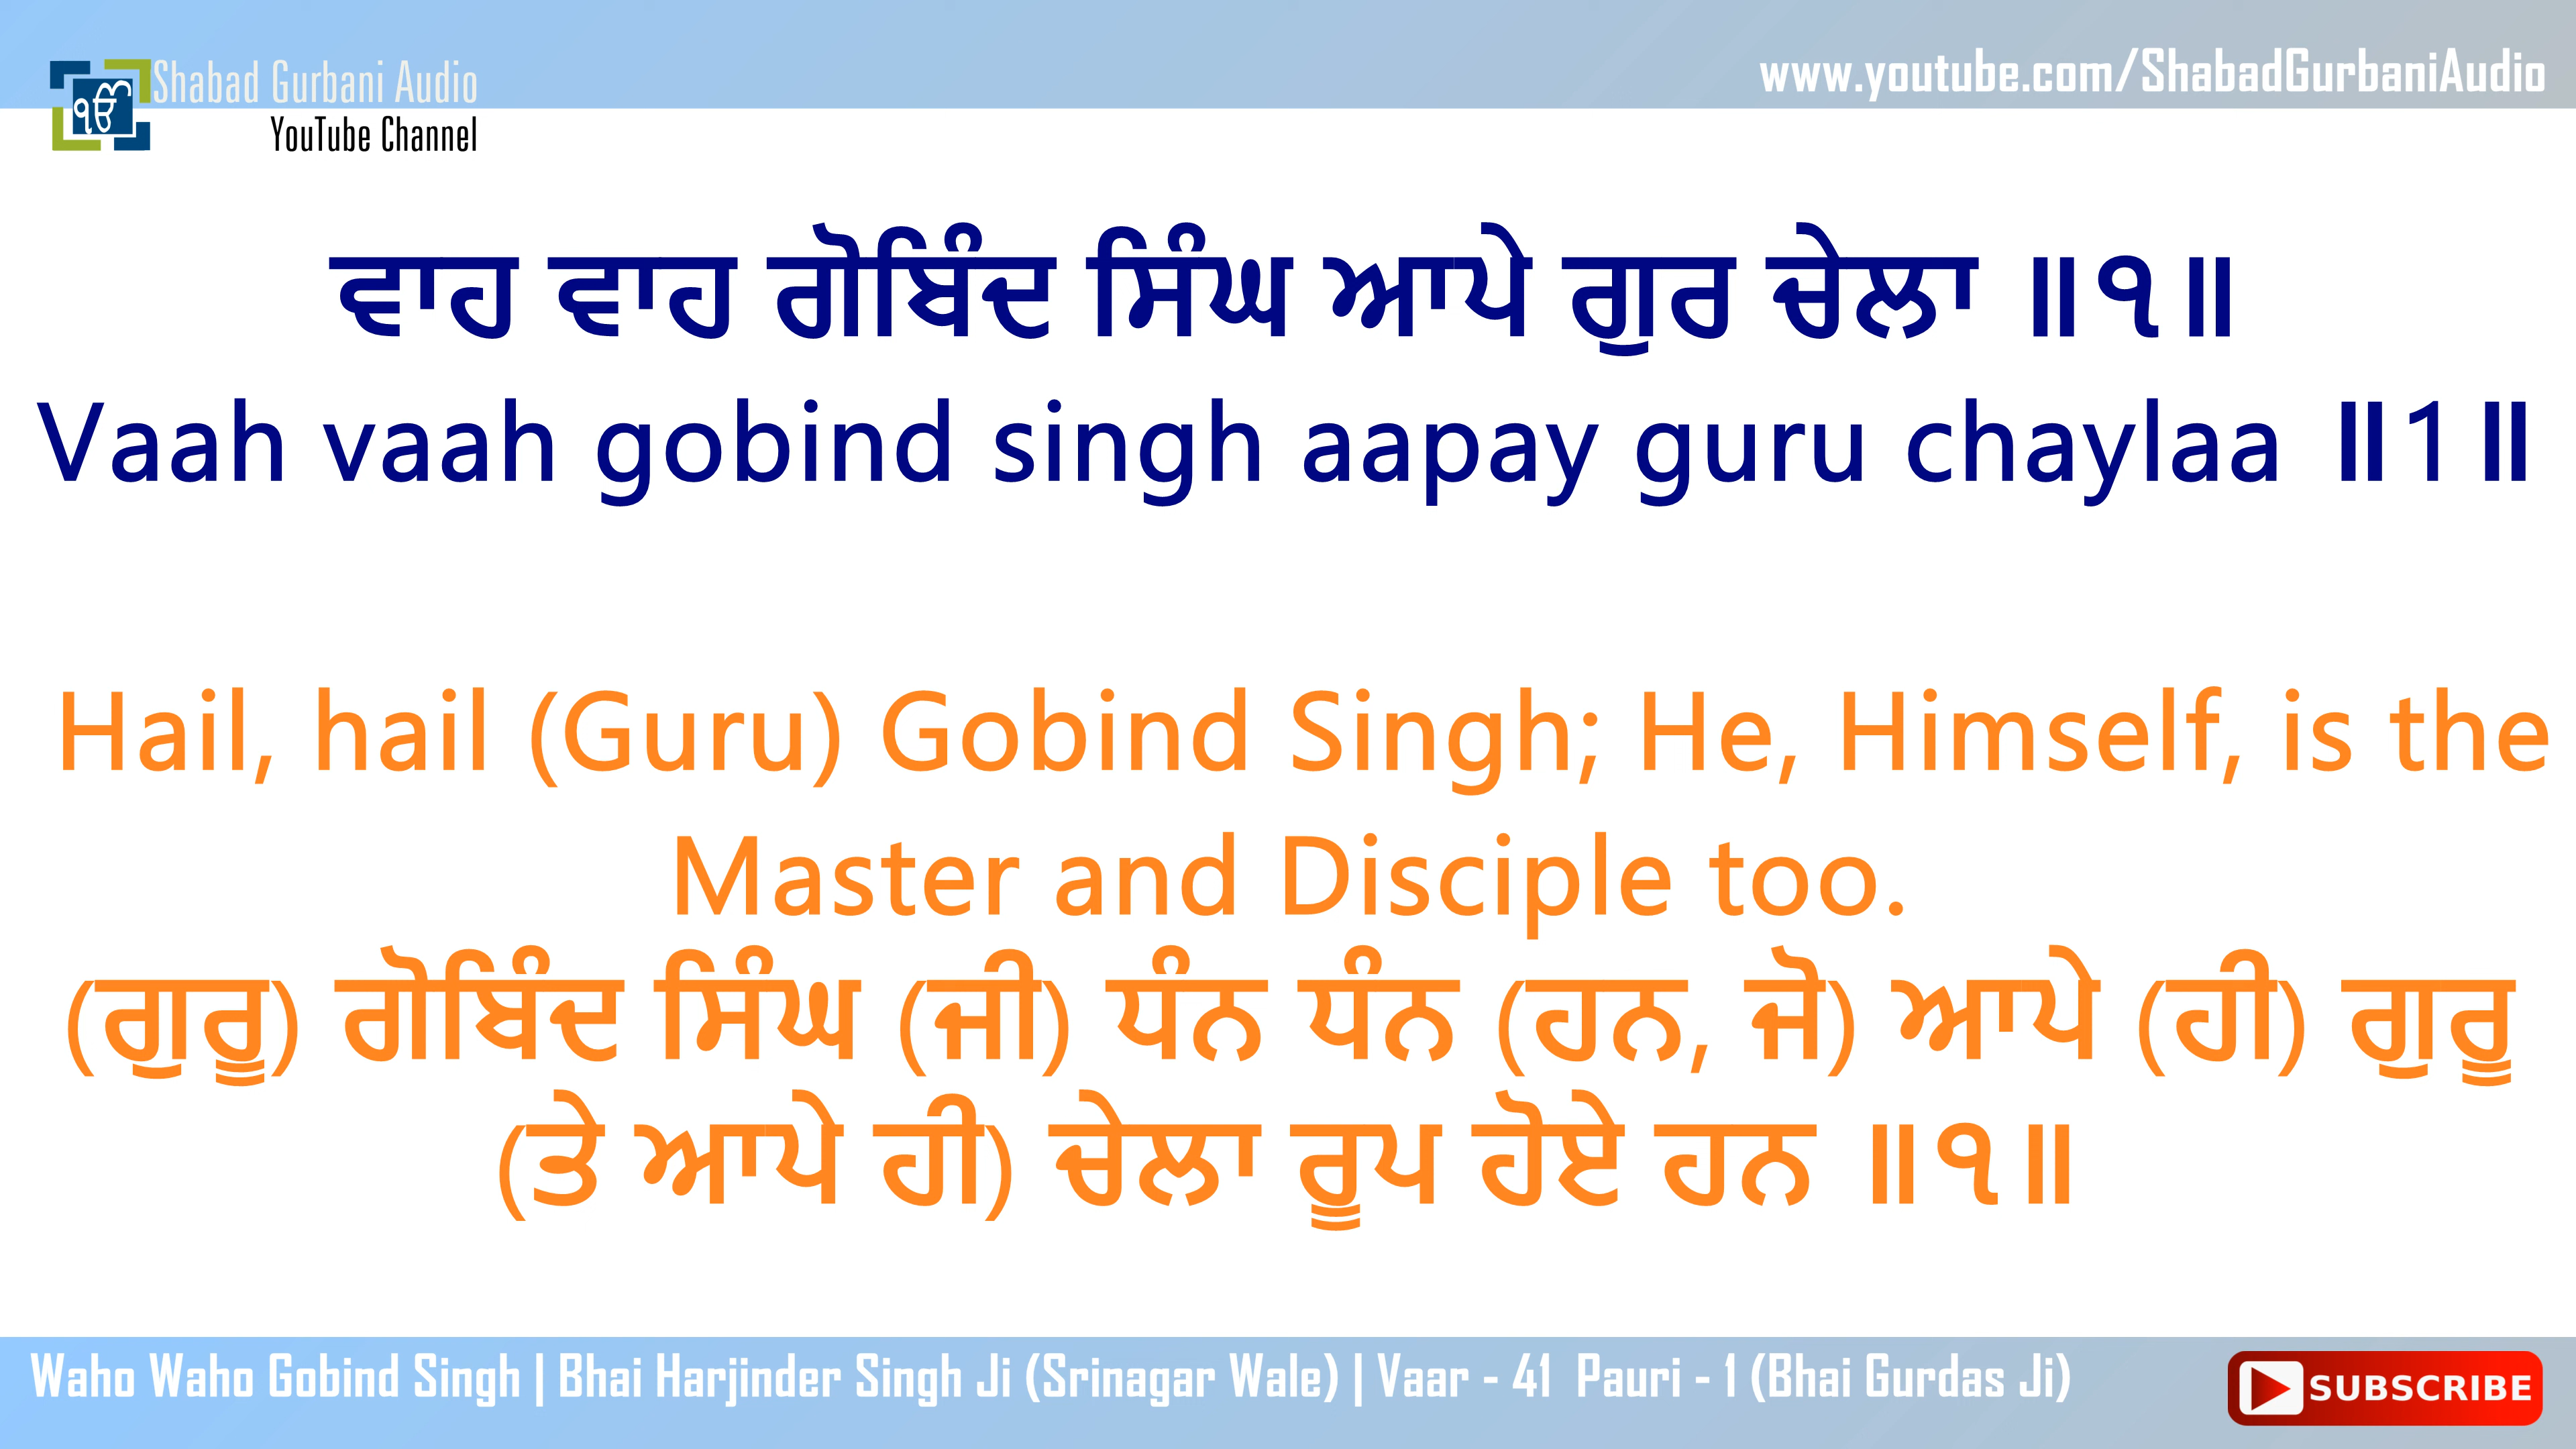 Shabad Gurbani Audio
YouTube Channel
www.youtube.com/ShabadGurbaniAudio
ੴ
ਵਾਹ ਵਾਹ ਗੋਬਿੰਦ ਸਿੰਘ ਆਪੇ ਗੁਰ ਚੇਲਾ ॥੧॥
Vaah vaah gobind singh aapay guru chaylaa ॥1॥
Hail, hail (Guru) Gobind Singh; He, Himself, is the
Master and Disciple too.
(ਗੁਰੂ) ਗੋਬਿੰਦ ਸਿੰਘ (ਜੀ) ਧੰਨ ਧੰਨ (ਹਨ, ਜੋ) ਆਪੇ (ਹੀ) ਗੁਰੂ
(ਤੇ ਆਪੇ ਹੀ) ਚੇਲਾ ਰੂਪ ਹੋਏ ਹਨ ॥੧॥
Waho Waho Gobind Singh | Bhai Harjinder Singh Ji (Srinagar Wale) | Vaar - 41 Pauri - 1 (Bhai Gurdas Ji)
SUBSCRIBE